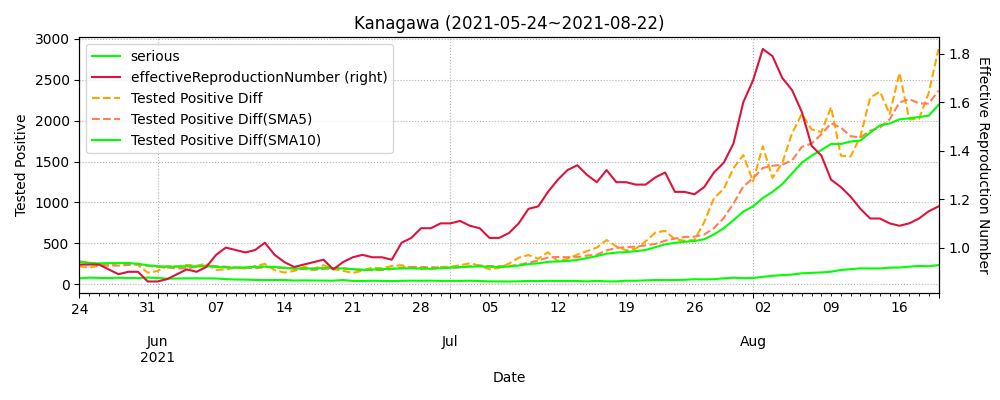 Kanagawa (2021-05-24~2021-08-22)
serious
effectiveReproductionNumber (right)
Tested Positive Diff
Tested Positive Diff(SMA5)
Tested Positive Diff(SMA10)
Tested Positive
3000
2500
2000
1500
1000
500
0
Effective Reproduction Number
1.8
1.6
1.4
1.2
1.0
24 31 07 14 21 28 05 12 19 26 02 09 16
Jun Jul Aug
2021
Date